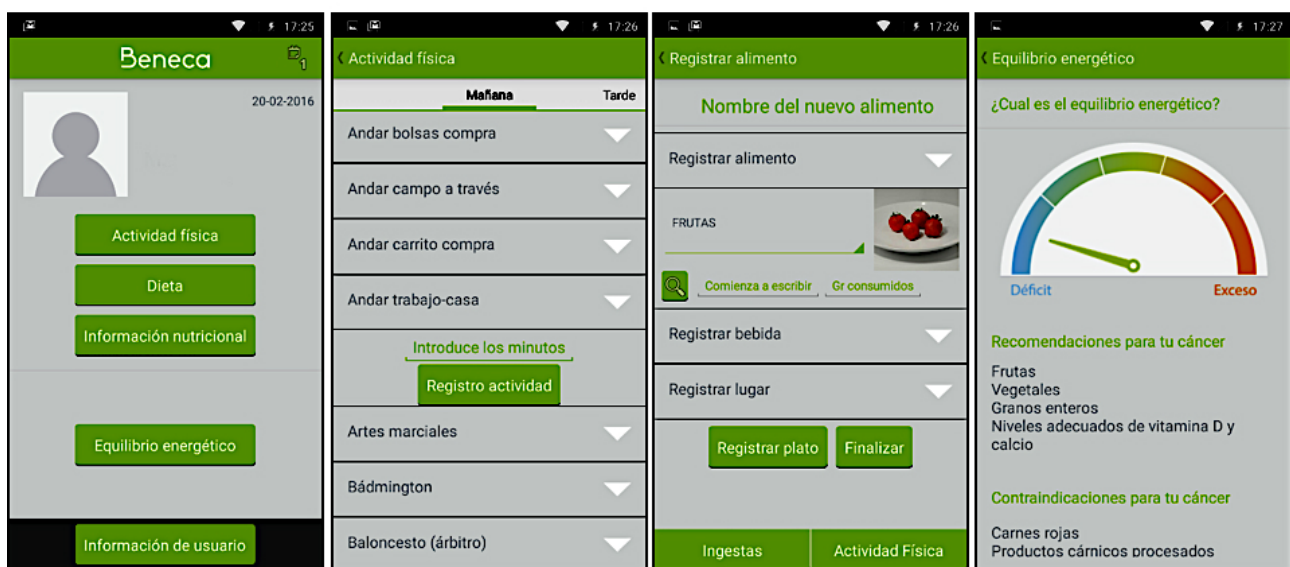 17:25
Beneca
1
20-02-2016
Actividad física
Dieta
Información nutricional
Equilibrio energético
Información de usuario
17:26
Actividad física
Mañana Tarde
Andar bolsas compra
Andar campo a través
Andar carrito compra
Andar trabajo-casa
Introduce los minutos
Registro actividad
Artes marciales
Bádmington
Baloncesto (árbitro)
17:26
Registrar alimento
Nombre del nuevo alimento
Registrar alimento
FRUTAS
Comienza a escribir Gr consumidos
Registrar bebida
Registrar lugar
Registrar plato Finalizar
Ingestas Actividad Física
17:27
Equilibrio energético
¿Cual es el equilibrio energético?
Déficit Exceso
Recomendaciones para tu cáncer
Frutas
Vegetales
Granos enteros
Niveles adecuados de vitamina D y
calcio
Contraindicaciones para tu cáncer
Carnes rojas
Productos cárnicos procesados